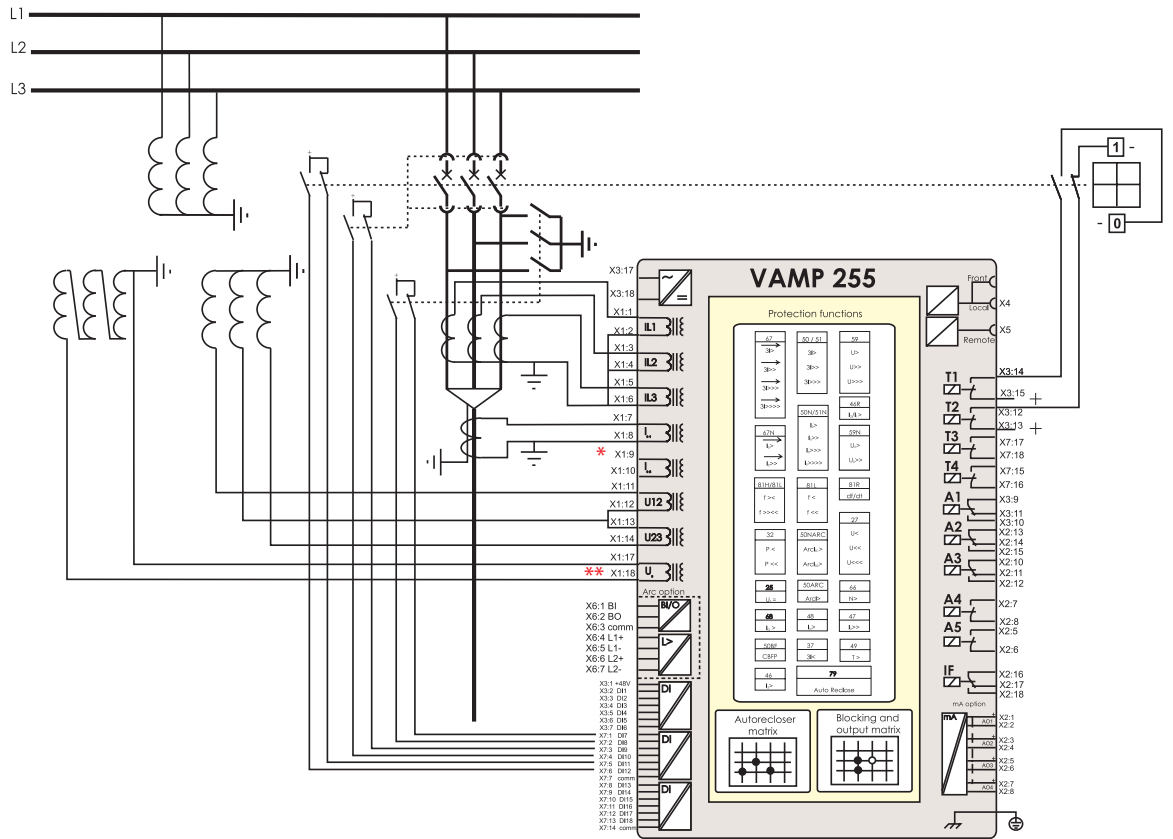 L1
L2
L3
1 -
- 0
VAMP 255
Protection functions
X3:17
X3:18
X1:1
X1:2
X1:3
X1:4
X1:5
X1:6
X1:7
X1:8
* X1:9
X1:10
X1:11
X1:12
X1:13
X1:14
X1:17
** X1:18
IL1
IL2
IL3
U12
U23
Arc option
X6:1 BI
X6:2 BO
X6:3 comm
X6:4 L1+
X6:5 L1-
X6:6 L2+
X6:7 L2-
BI/O
L>
X3:1 +48V
X3:2 DI1
X3:3 DI2
X3:4 DI3
X3:5 DI4
X3:6 DI5
X3:7 DI6
X7:1 DI7
X7:2 DI8
X7:3 DI9
X7:4 DI10
X7:5 DI11
X7:6 DI12
X7:7 comm
X7:8 DI13
X7:9 DI14
X7:10 DI15
X7:11 DI16
X7:12 DI17
X7:13 DI18
X7:14 comm
DI
DI
DI
67
3I>
3I>>
3I>>>
3I>>>>
50 / 51
3I>
3I>>
3I>>>
59
U>
U>>
U>>>
46R
50N/51N
67N
59N
81H/81L
f ><
f >><<
81L
f <
f <<
81R
df/dt
27
U<
U<<
U<<<
32
P <
P <<
50NARC
25
50ARC
ArcI>
66
N>
68
48
47
50BF
CBFP
37
3I<
49
T >
46
79
Auto Reclose
Autorecloser
matrix
Blocking and
output matrix
Front
Local
X4
X5
Remote
T1
T2
T3
T4
A1
A2
A3
A4
A5
IF
X3:14
X3:15 +
X3:12
X3:13 +
X7:17
X7:18
X7:15
X7:16
X3:9
X3:11
X3:10
X2:13
X2:14
X2:15
X2:10
X2:11
X2:12
X2:7
X2:8
X2:5
X2:6
X2:16
X2:17
X2:18
mA option
mA
AO1
AO2
AO3
AO4
X2:1
X2:2
X2:3
X2:4
X2:5
X2:6
X2:7
X2:8